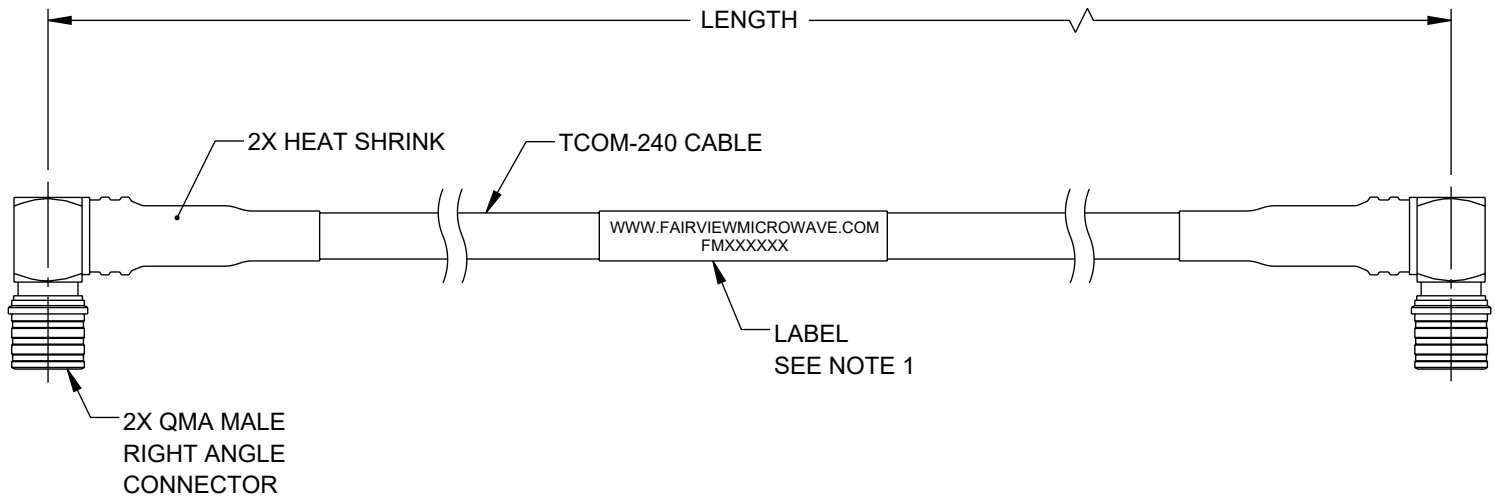 LENGTH
2X HEAT SHRINK
TCOM-240 CABLE
WWW.FAIRVIEWMICROWAVE.COM
FMXXXXXX
LABEL
SEE NOTE 1
2X QMA MALE
RIGHT ANGLE
CONNECTOR